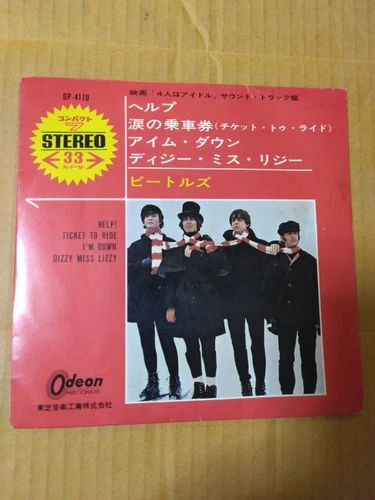 OP-4110
映画「4人はアイドル」サウンド・トラック盤
コンパクト
7
STEREO
33
R・P・M
ヘルプ
涙の乗車券(チケット・トゥ・ライド)
アイム・ダウン
ディジー・ミス・リジー
ビートルズ
HELP!
TICKET TO RIDE
I'M DOWN
DIZZY MISS LIZZY
Odeon
RECORDS
東芝音楽工業株式会社